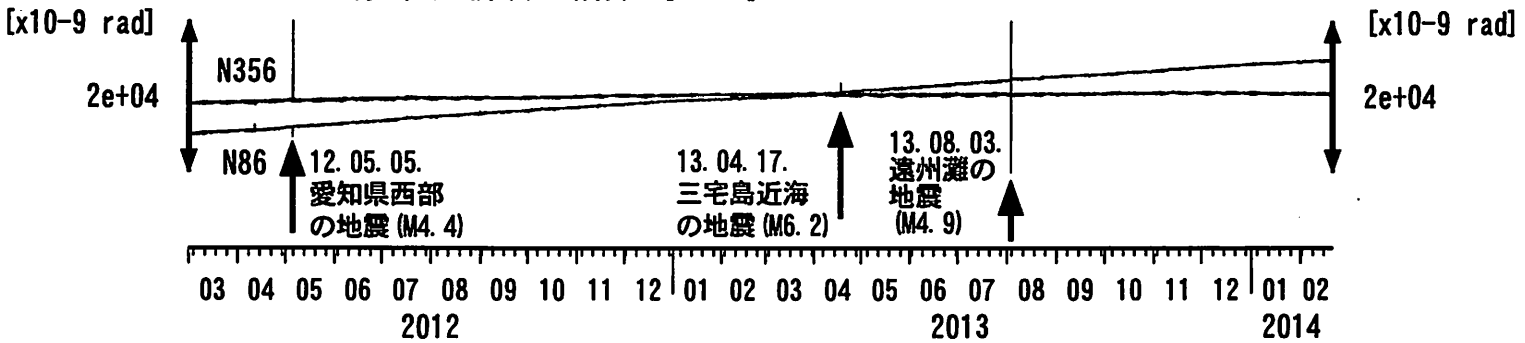 [x10-9 rad]
[x10-9 rad]
N356
2e+04
2e+04
N86
12.05.05.
愛知県西部
の地震(M4.4)
13.04.17.
三宅島近海
の地震(M6.2)
13.08.03.
遠州灘の
地震
(M4.9)
03 04 05 06 07 08 09 10 11 12 01 02 03 04 05 06 07 08 09 10 11 12 01 02
2012 2013 2014